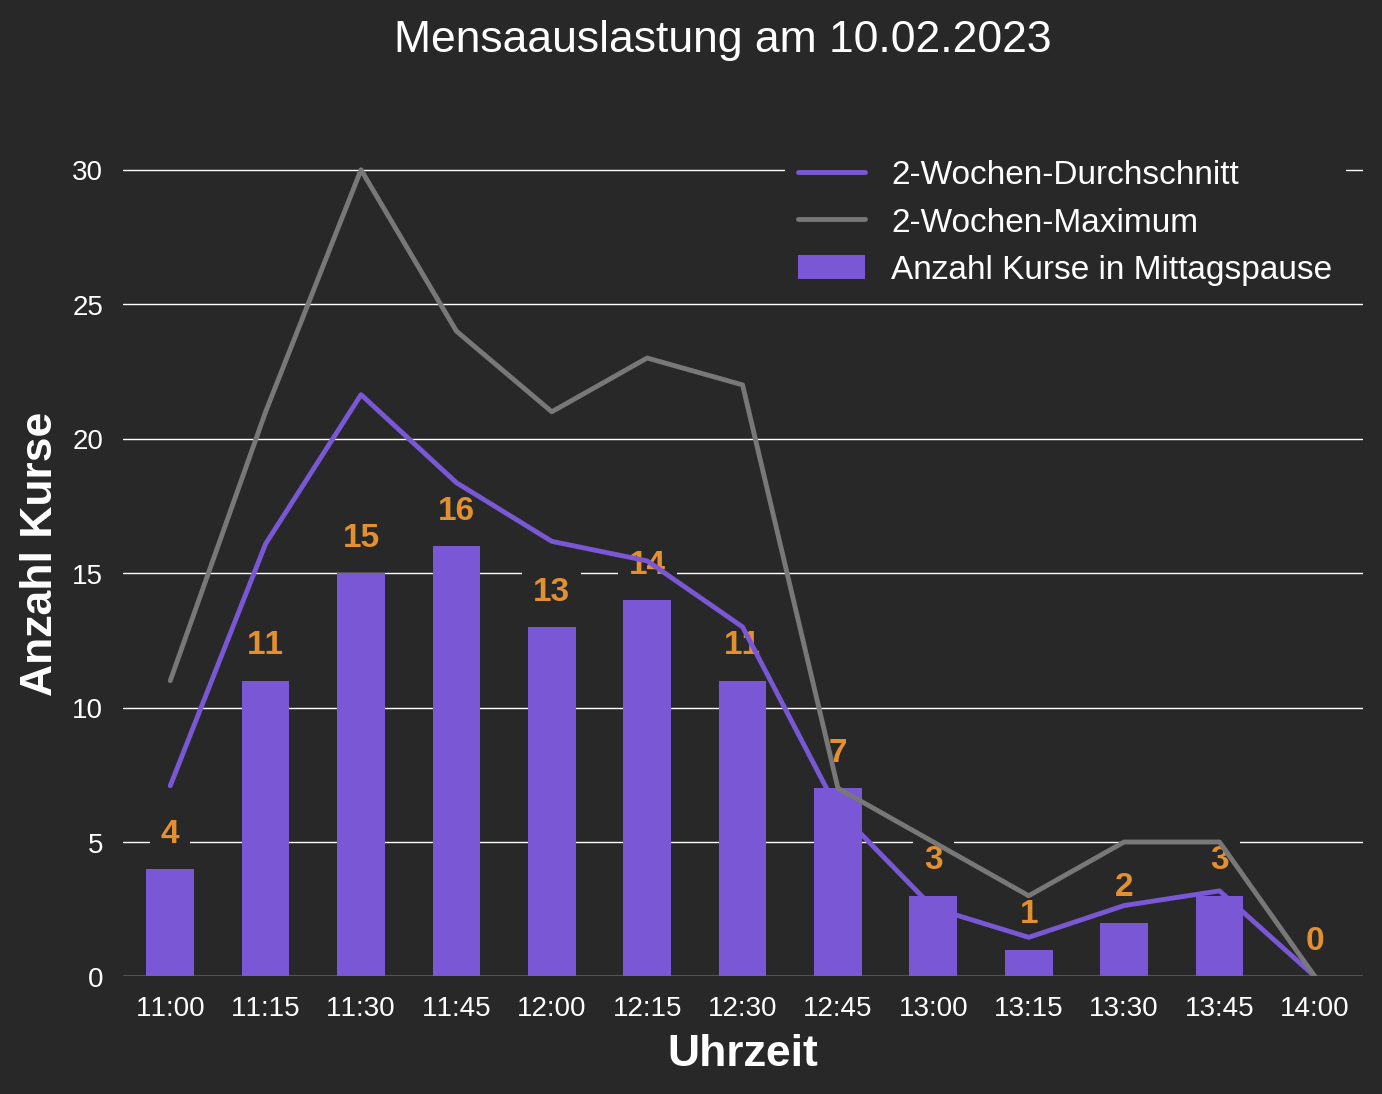 Mensaauslastung am 10.02.2023
2-Wochen-Durchschnitt
2-Wochen-Maximum
Anzahl Kurse in Mittagspause
Anzahl Kurse
30
25
20
15
10
5
0
4
11
15
16
13
14
11
7
3
1
2
3
0
11:00 11:15 11:30 11:45 12:00 12:15 12:30 12:45 13:00 13:15 13:30 13:45 14:00
Uhrzeit